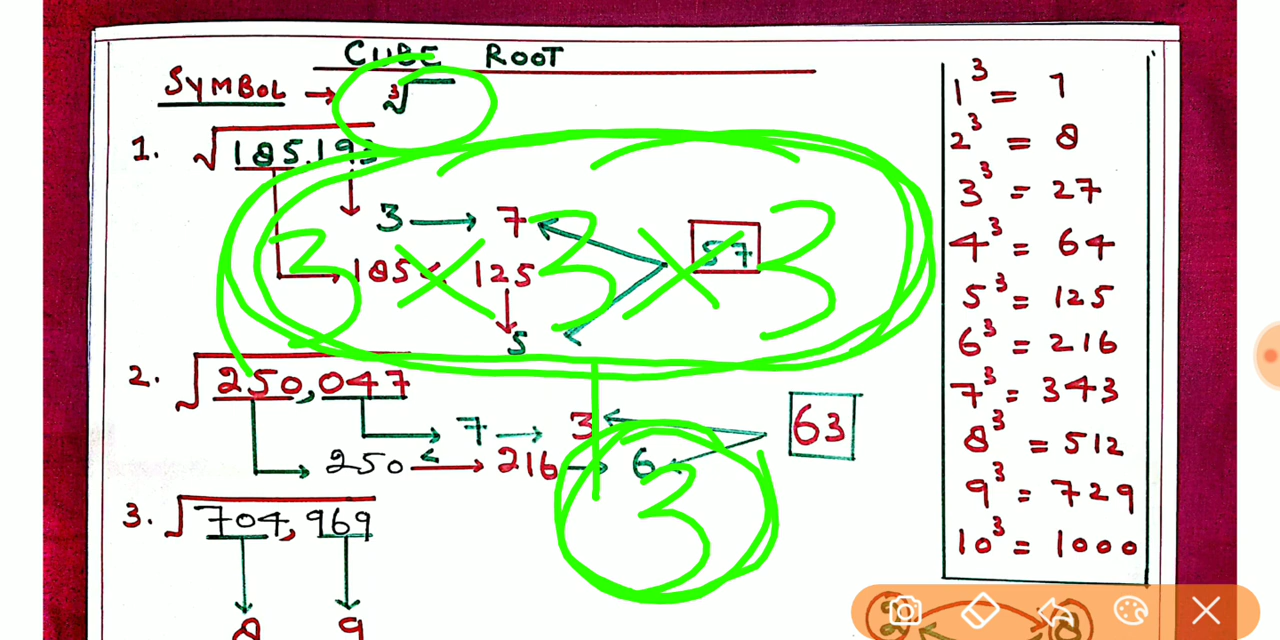 CUBE ROOT
SYMBOL → ³√
1. √185.19
3 → 7
57
185 < 125
5
3 × 3 × 3
2. √250,047
7 → 3
63
250 < 216 → 6
3
3. √704,969
8 9
1³ = 1
2³ = 8
3³ = 27
4³ = 64
5³ = 125
6³ = 216
7³ = 343
8³ = 512
9³ = 729
10³ = 1000